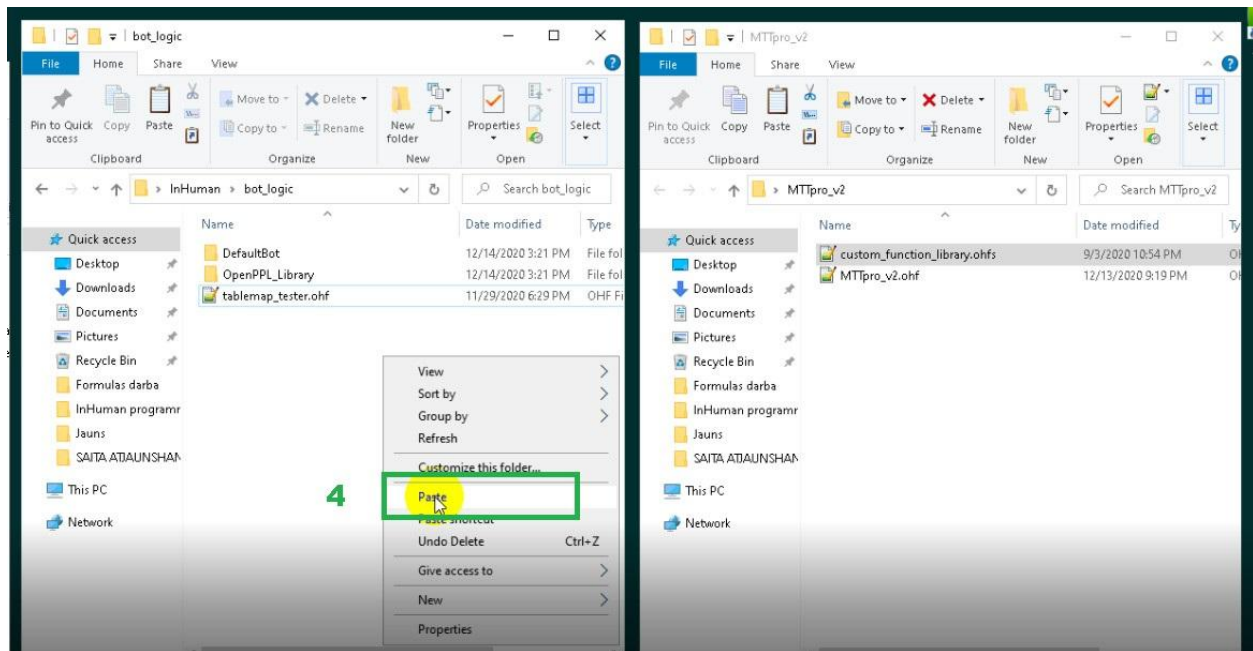 bot_logic
File Home Share View
Pin to Quick access
Copy
Paste
Move to
Copy to
Delete
Rename
New folder
Properties
Select
Clipboard Organize New Open
InHuman > bot_logic
Search bot_logic
Name Date modified Type
Quick access
Desktop
Downloads
Documents
Pictures
Recycle Bin
Formulas darba
InHuman programr
Jauns
SAITA ATJAUNSHAN
This PC
Network
DefaultBot 12/14/2020 3:21 PM File fol
OpenPPL_Library 12/14/2020 3:21 PM File fol
tablemap_tester.ohf 11/29/2020 6:29 PM OHF Fi
View
Sort by
Group by
Refresh
Customize this folder...
4
Paste
Paste shortcut
Undo Delete Ctrl+Z
Give access to
New
Properties
MTTpro_v2
File Home Share View
Pin to Quick access
Copy
Paste
Move to
Copy to
Delete
Rename
New folder
Properties
Select
Clipboard Organize New Open
MTTpro_v2
Search MTTpro_v2
Name Date modified Ty
Quick access
Desktop
Downloads
Documents
Pictures
Recycle Bin
Formulas darba
InHuman programr
Jauns
SAITA ATJAUNSHAN
This PC
Network
custom_function_library.ohfs 9/3/2020 10:54 PM OH
MTTpro_v2.ohf 12/13/2020 9:19 PM OH